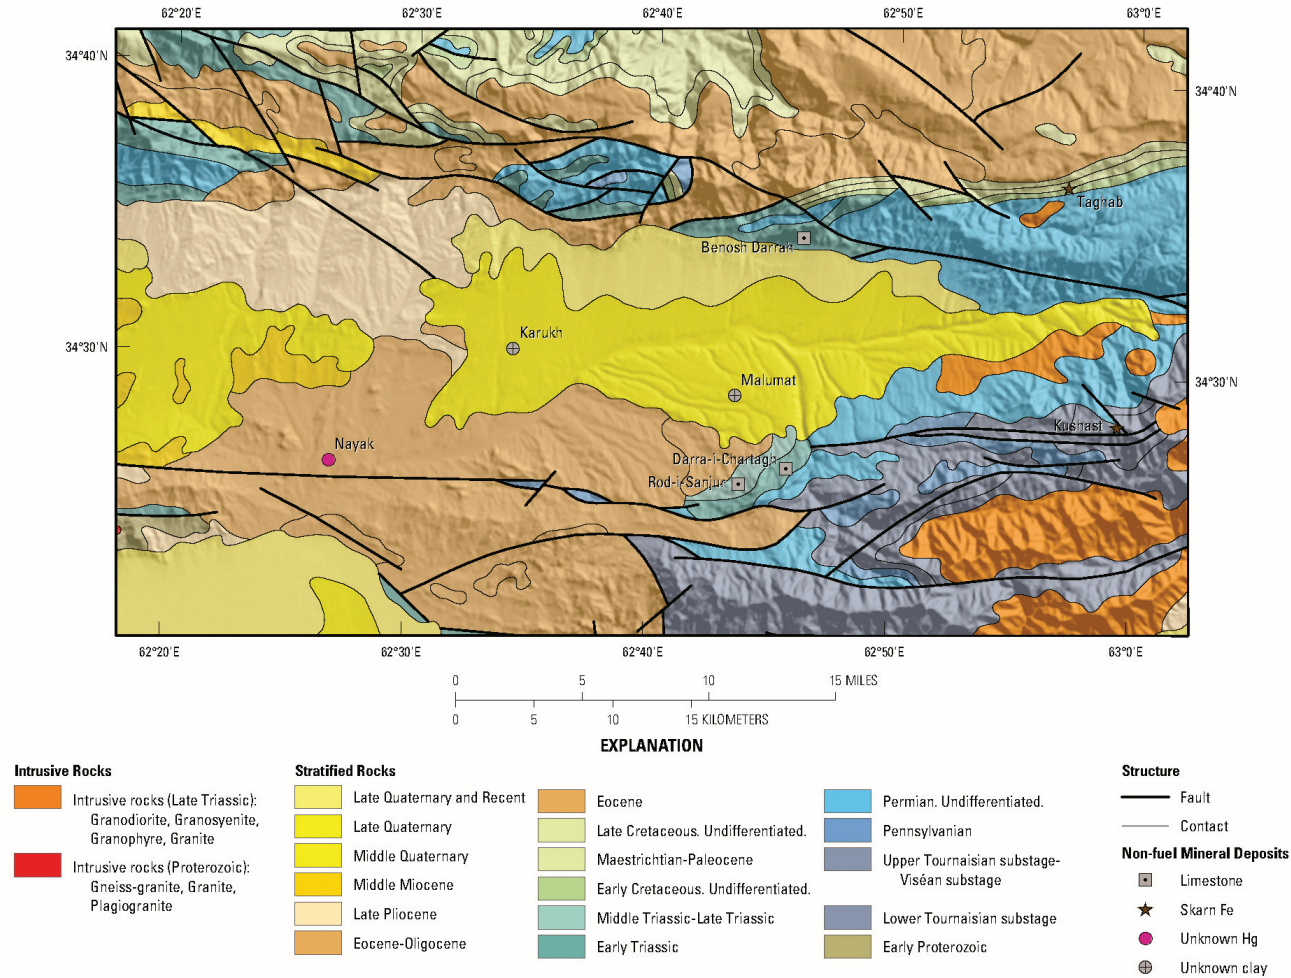 62°20'E 62°30'E 62°40'E 62°50'E 63°0'E
34°40'N 34°40'N
Taghab
Benosh Darrah
Karukh
34°30'N 34°30'N
Malumat
Kushast
Nayak
Darra-i-Chartagh
Rod-i-Sanjur
62°20'E 62°30'E 62°40'E 62°50'E 63°0'E
0 5 10 15 MILES
0 5 10 15 KILOMETERS
EXPLANATION
Intrusive Rocks
Intrusive rocks (Late Triassic):
Granodiorite, Granosyenite,
Granophyre, Granite
Intrusive rocks (Proterozoic):
Gneiss-granite, Granite,
Plagiogranite
Stratified Rocks
Late Quaternary and Recent
Late Quaternary
Middle Quaternary
Middle Miocene
Late Pliocene
Eocene-Oligocene
Eocene
Late Cretaceous. Undifferentiated.
Maestrichtian-Paleocene
Early Cretaceous. Undifferentiated.
Middle Triassic-Late Triassic
Early Triassic
Permian. Undifferentiated.
Pennsylvanian
Upper Tournaisian substage-
Viséan substage
Lower Tournaisian substage
Early Proterozoic
Structure
Fault
Contact
Non-fuel Mineral Deposits
Limestone
Skarn Fe
Unknown Hg
Unknown clay